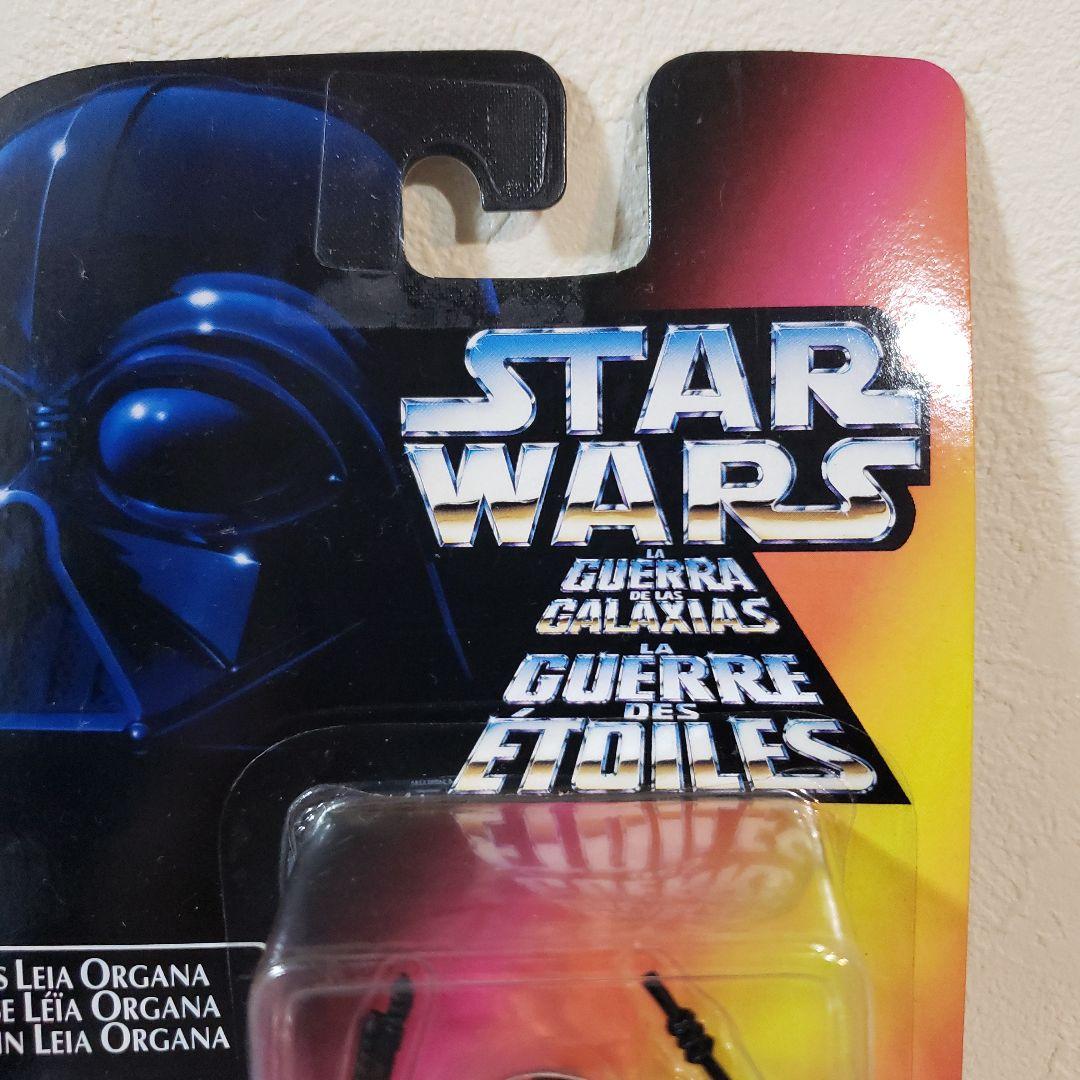 STAR
WARS
LA
GUERRA
DE LAS
GALAXIAS
LA
GUERRE
DES
ÉTOILES
LEIA ORGANA
LÉÏA ORGANA
LEIA ORGANA